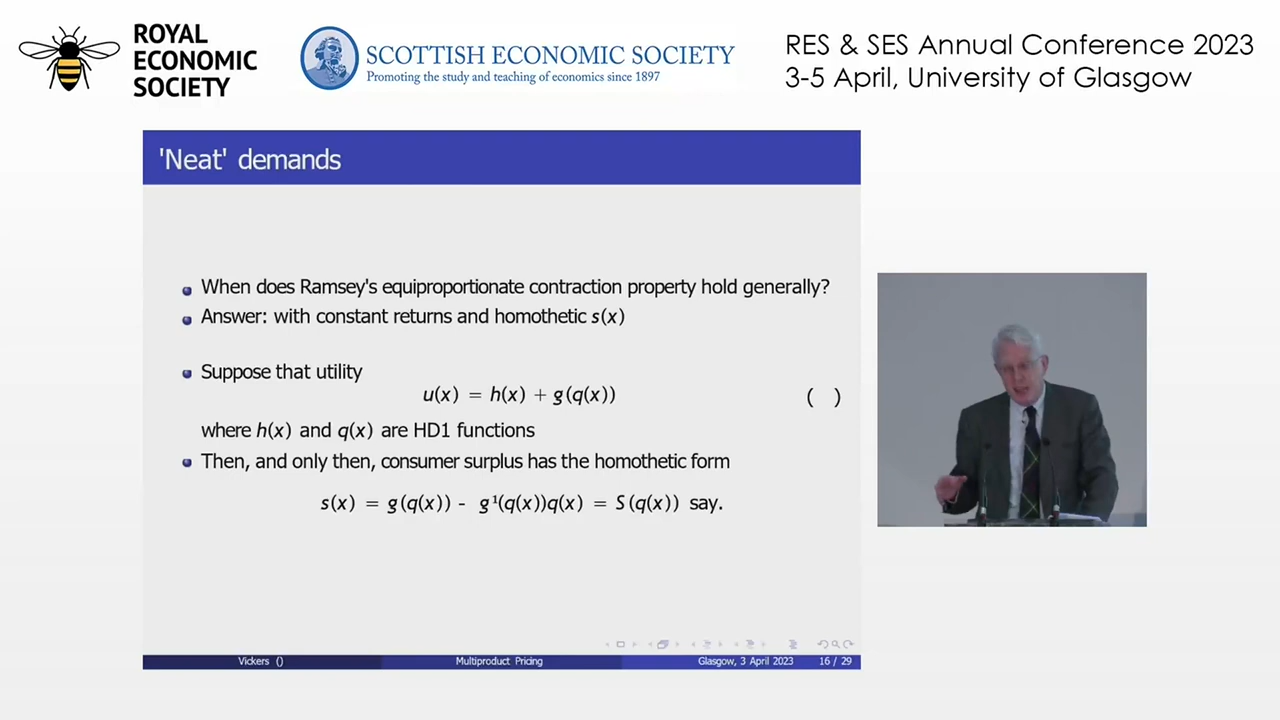 ROYAL
ECONOMIC
SOCIETY
SCOTTISH ECONOMIC SOCIETY
Promoting the study and teaching of economics since 1897
RES & SES Annual Conference 2023
3-5 April, University of Glasgow
'Neat' demands
When does Ramsey's equiproportionate contraction property hold generally?
Answer: with constant returns and homothetic s(x)
Suppose that utility
u(x) = h(x) + g(q(x)) ( )
where h(x) and q(x) are HD1 functions
Then, and only then, consumer surplus has the homothetic form
s(x) = g(q(x)) - g¹(q(x))q(x) = S(q(x)) say.
Vickers () Multiproduct Pricing Glasgow, 3 April 2023 16 / 29